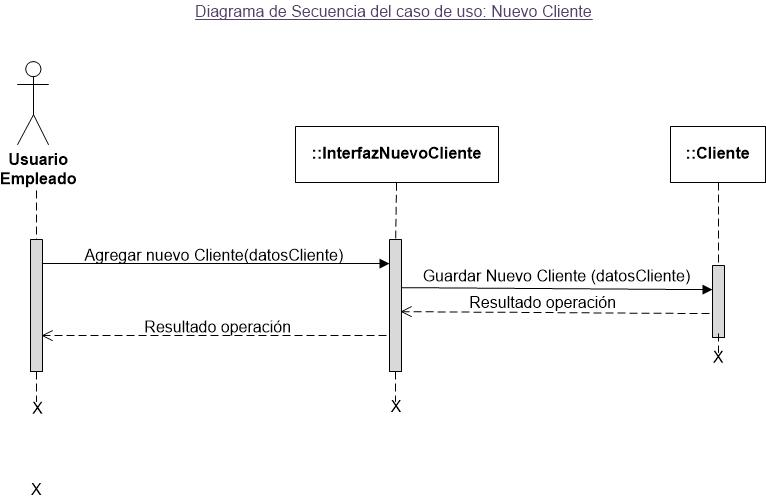 Diagrama de Secuencia del caso de uso: Nuevo Cliente
Usuario
Empleado
::InterfazNuevoCliente
::Cliente
Agregar nuevo Cliente(datosCliente)
Guardar Nuevo Cliente (datosCliente)
Resultado operación
Resultado operación
X
X
X
X